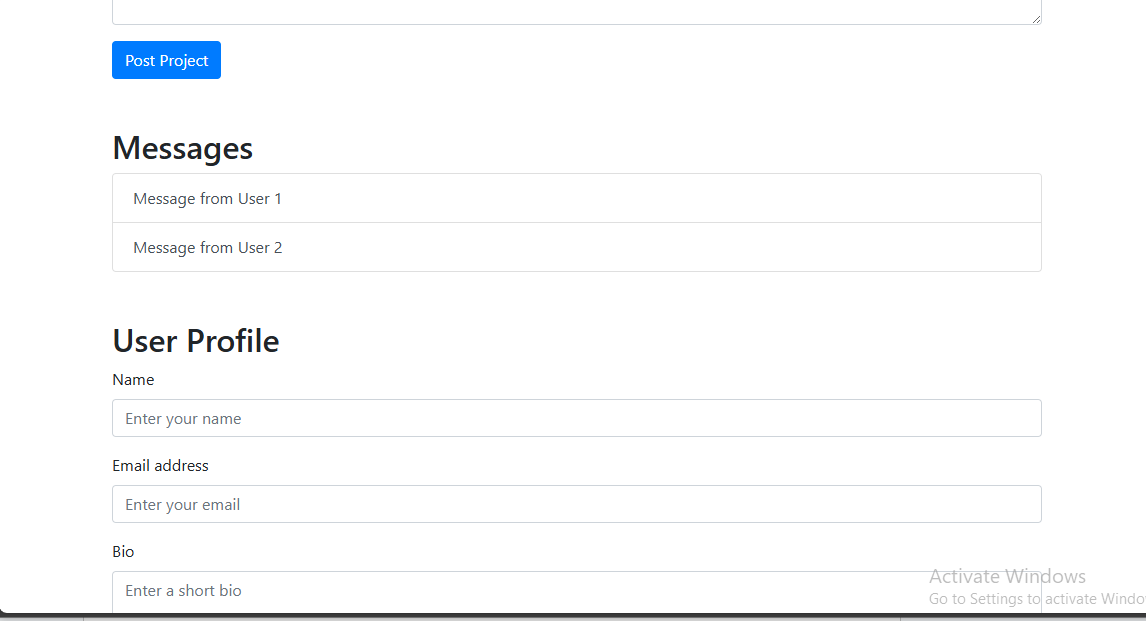 Post Project
Messages
Message from User 1
Message from User 2
User Profile
Name
Enter your name
Email address
Enter your email
Bio
Enter a short bio
Activate Windows
Go to Settings to activate Windo